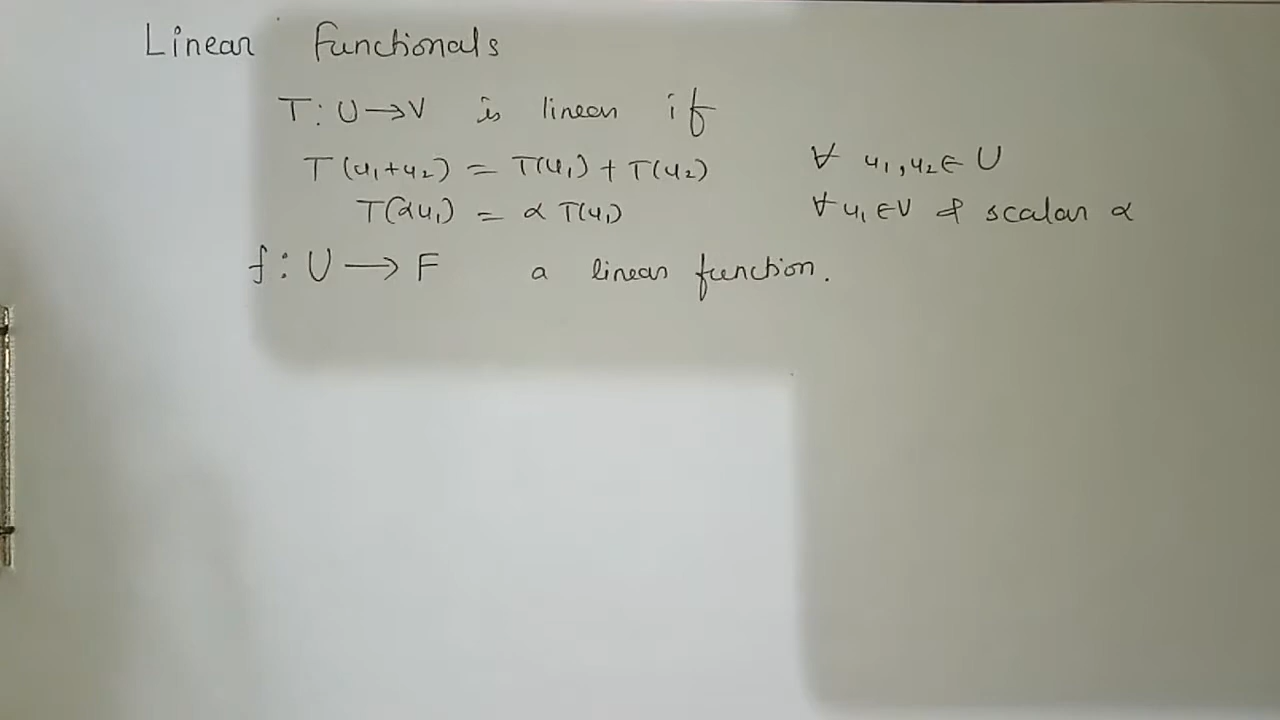 Linear Functionals
T: U→V is linear if
T(u₁+u₂) = T(u₁) + T(u₂) ∀ u₁,u₂∈ U
T(αu₁) = α T(u₁) ∀ u₁∈V & scalar α
f: U → F a linear function.